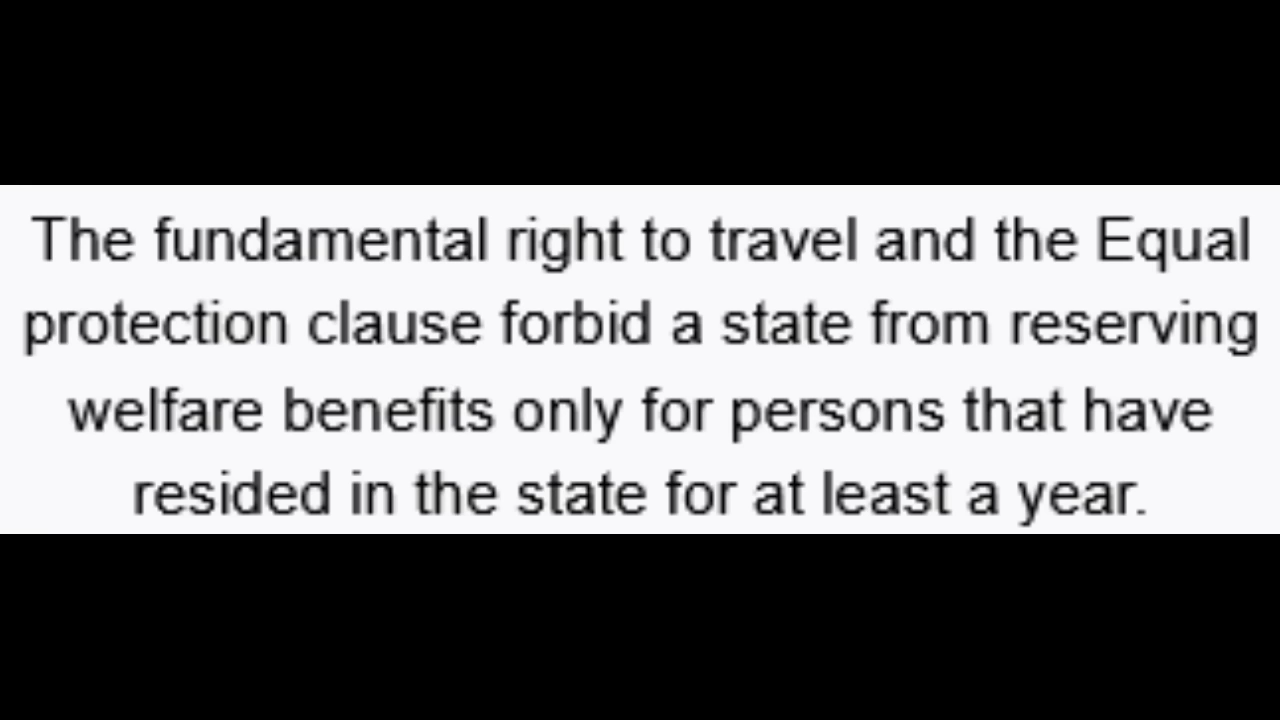 The fundamental right to travel and the Equal
protection clause forbid a state from reserving
welfare benefits only for persons that have
resided in the state for at least a year.